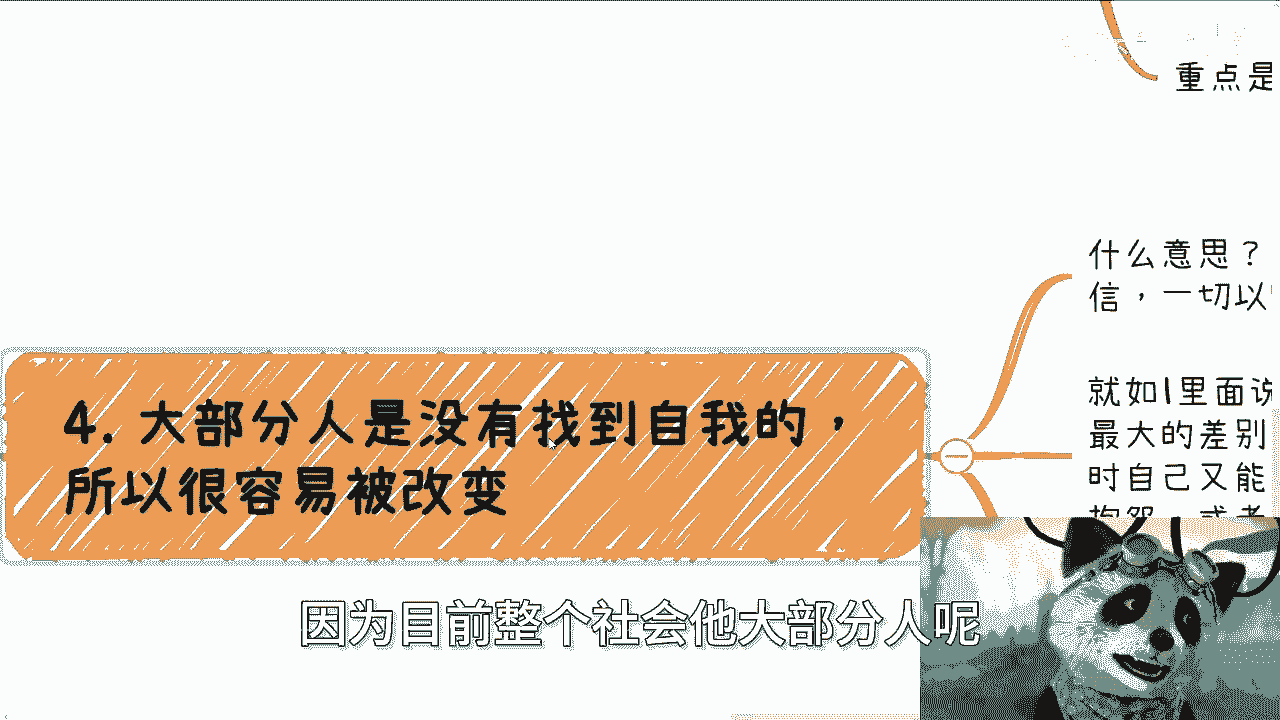 重点是
什么意思？
信，一切以
4. 大部分人是没有找到自我的，
所以很容易被改变
就如1里面说
最大的差别
时自己又能
因为目前整个社会他大部分人呢